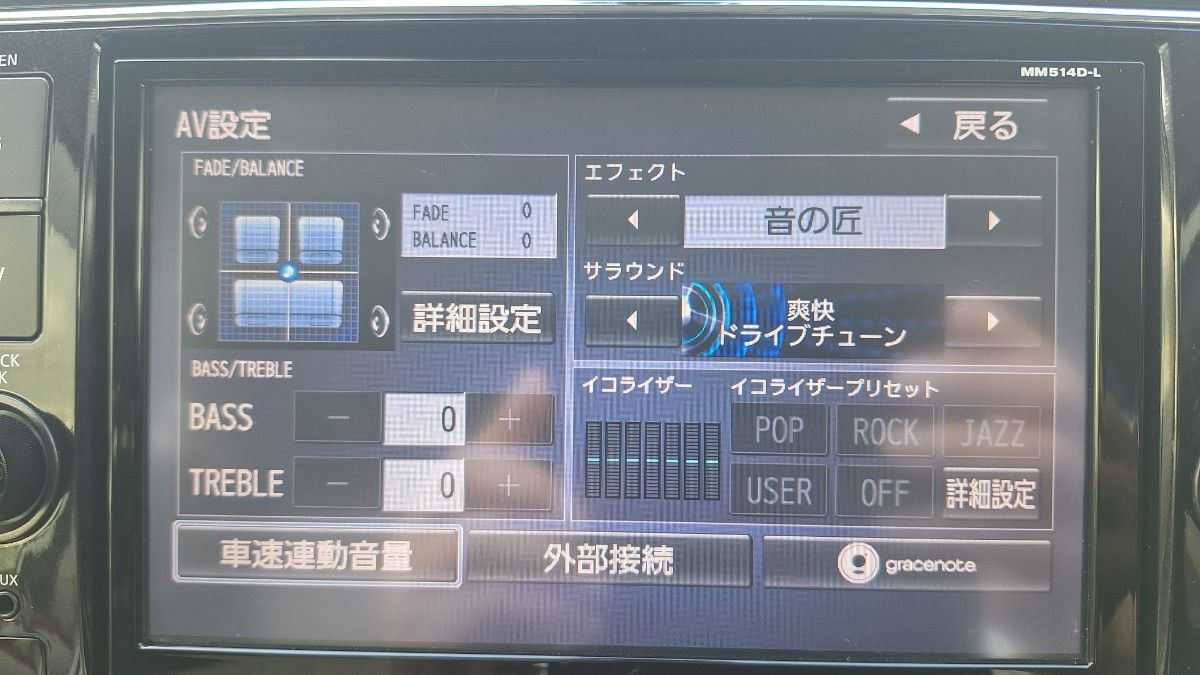 EN
MM514D-L
AV設定
◀ 戻る
FADE/BALANCE
FADE 0
BALANCE 0
詳細設定
BASS/TREBLE
BASS － 0 ＋
TREBLE － 0 ＋
エフェクト
音の匠
サラウンド
爽快
ドライブチューン
イコライザー
イコライザープリセット
POP ROCK JAZZ
USER OFF 詳細設定
車速連動音量 外部接続 gracenote
CK
K
UX